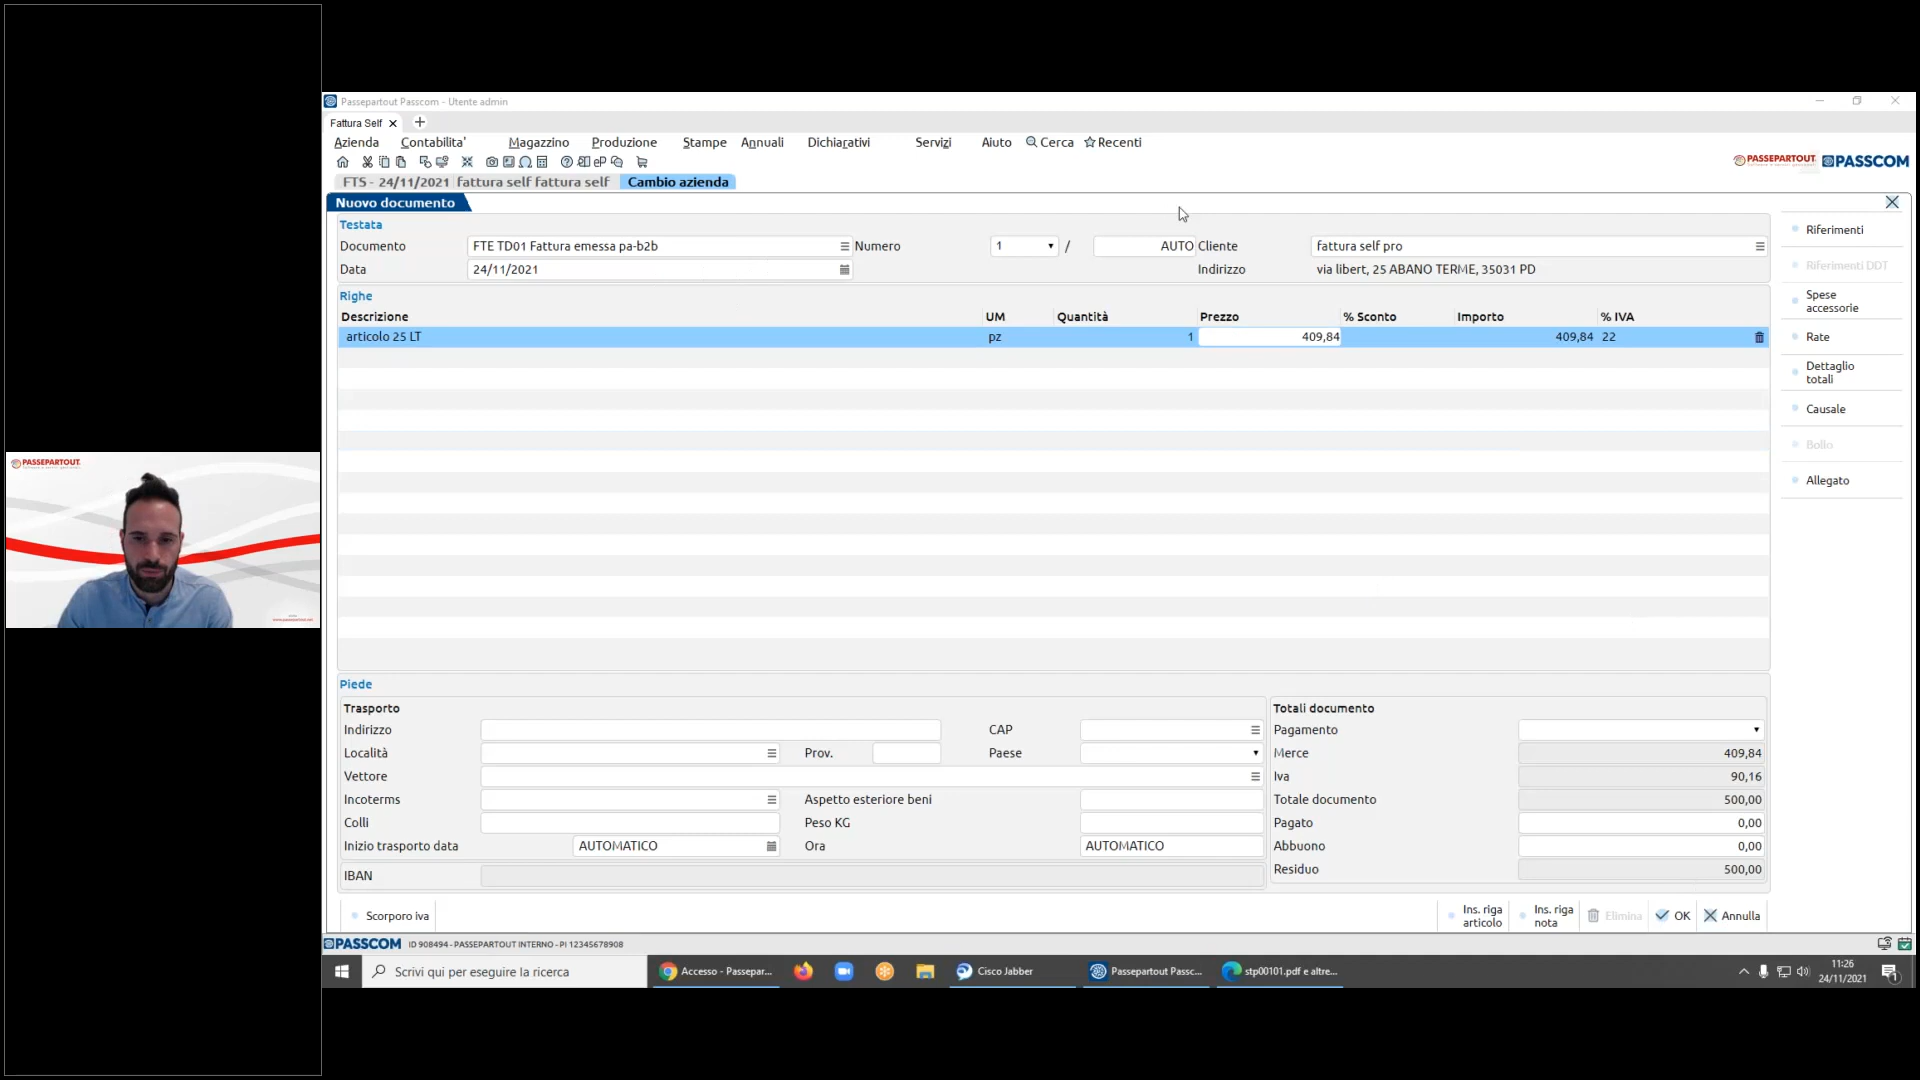 PASSEPARTOUT
Passepartout Passcom - Utente admin
Fattura Self
Azienda Contabilita' Magazzino Produzione Stampe Annuali Dichiarativi Servizi Aiuto Cerca Recenti
PASSEPARTOUT PASSCOM
FTS - 24/11/2021 fattura self fattura self Cambio azienda
Nuovo documento
Testata
Documento FTE TD01 Fattura emessa pa-b2b Numero 1 / AUTO Cliente fattura self pro
Data 24/11/2021 Indirizzo via libert, 25 ABANO TERME, 35031 PD
Righe
Descrizione UM Quantità Prezzo % Sconto Importo % IVA
articolo 25 LT pz 1 409,84 409,84 22
Riferimenti
Riferimenti DDT
Spese
accessorie
Rate
Dettaglio
totali
Causale
Bollo
Allegato
Piede
Trasporto
Indirizzo CAP
Località Prov. Paese
Vettore
Incoterms Aspetto esteriore beni
Colli Peso KG
Inizio trasporto data AUTOMATICO Ora AUTOMATICO
IBAN
Totali documento
Pagamento
Merce 409,84
Iva 90,16
Totale documento 500,00
Pagato 0,00
Abbuono 0,00
Residuo 500,00
Scorporo iva
Ins. riga
articolo
Ins. riga
nota
Elimina
OK
Annulla
PASSCOM ID 908494 - PASSEPARTOUT INTERNO - PI 12345678908
Scrivi qui per eseguire la ricerca
Accesso - Passepar...
Cisco Jabber
Passepartout Passc...
stp00101.pdf e altre...
11:26
24/11/2021
1